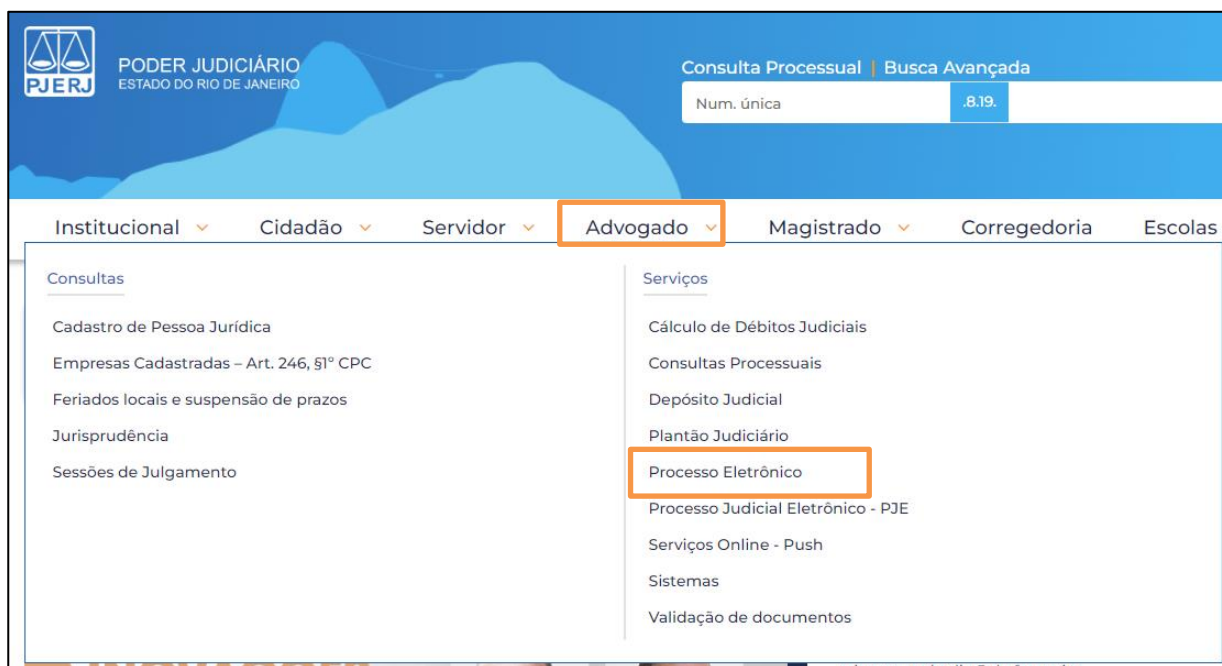 PJERJ
PODER JUDICIÁRIO
ESTADO DO RIO DE JANEIRO
Consulta Processual | Busca Avançada
Num. única .8.19.
Institucional Cidadão Servidor Advogado Magistrado Corregedoria Escolas
Consultas
Cadastro de Pessoa Jurídica
Empresas Cadastradas – Art. 246, §1º CPC
Feriados locais e suspensão de prazos
Jurisprudência
Sessões de Julgamento
Serviços
Cálculo de Débitos Judiciais
Consultas Processuais
Depósito Judicial
Plantão Judiciário
Processo Eletrônico
Processo Judicial Eletrônico - PJE
Serviços Online - Push
Sistemas
Validação de documentos